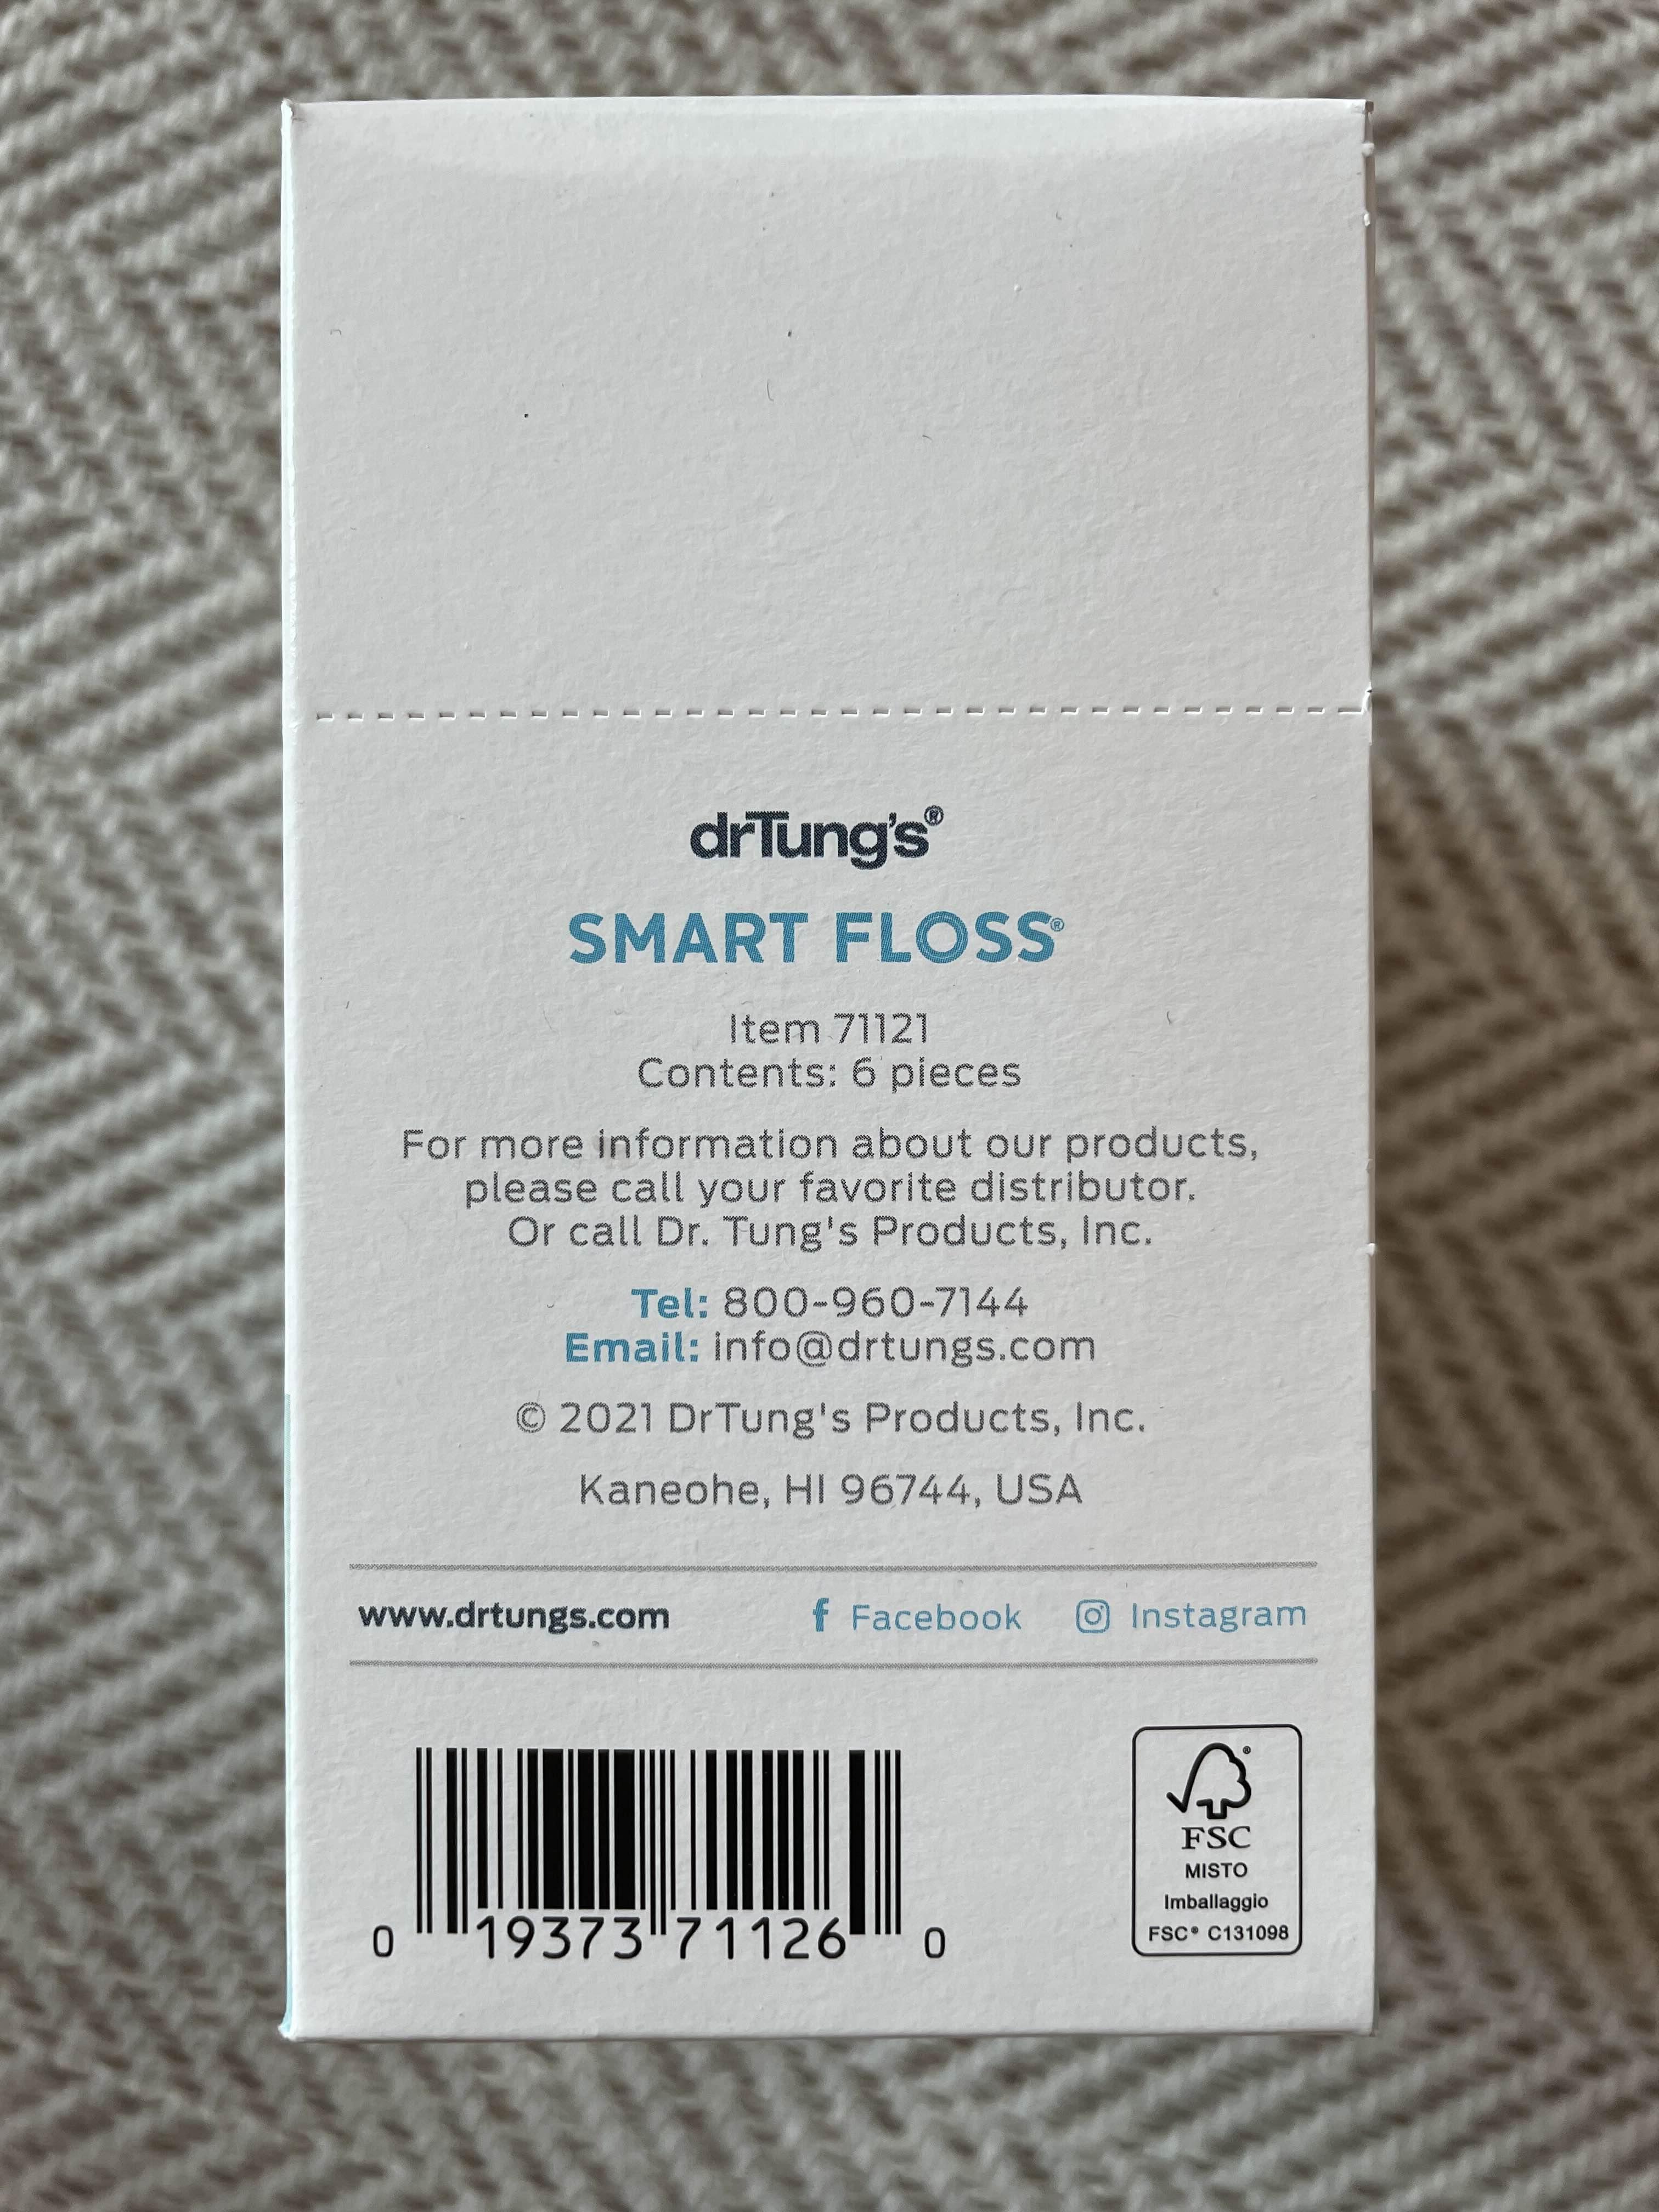 drTung's®
SMART FLOSS®
Item 71121
Contents: 6 pieces
For more information about our products,
please call your favorite distributor.
Or call Dr. Tung's Products, Inc.
Tel: 800-960-7144
Email: info@drtungs.com
© 2021 DrTung's Products, Inc.
Kaneohe, HI 96744, USA
www.drtungs.com f Facebook Instagram
0 19373 71126 0
®
FSC
MISTO
Imballaggio
FSC® C131098